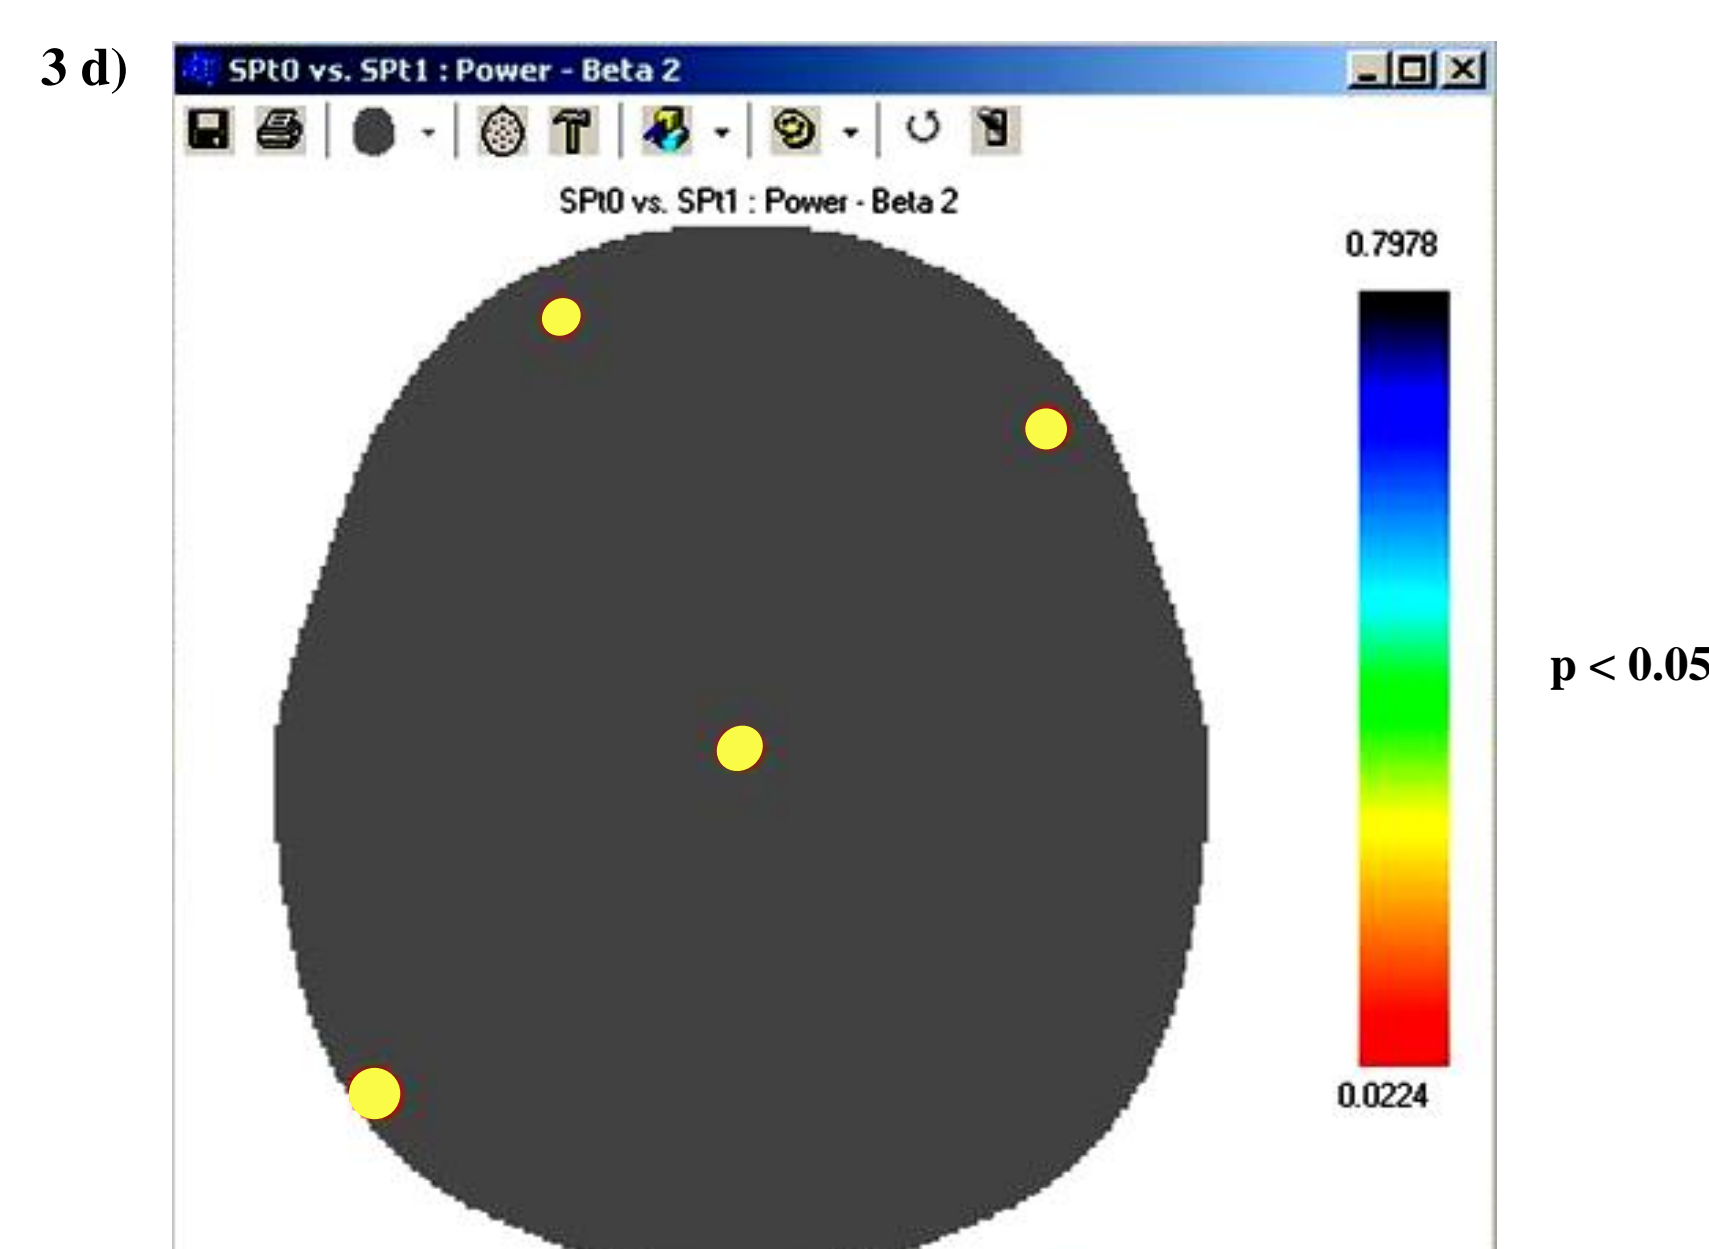 3 d)
SPt0 vs. SPt1 : Power - Beta 2
SPt0 vs. SPt1 : Power - Beta 2
0.7978
p < 0.05
0.0224